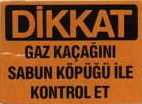 DİKKAT
GAZ KAÇAĞINI
SABUN KÖPÜĞÜ İLE
KONTROL ET